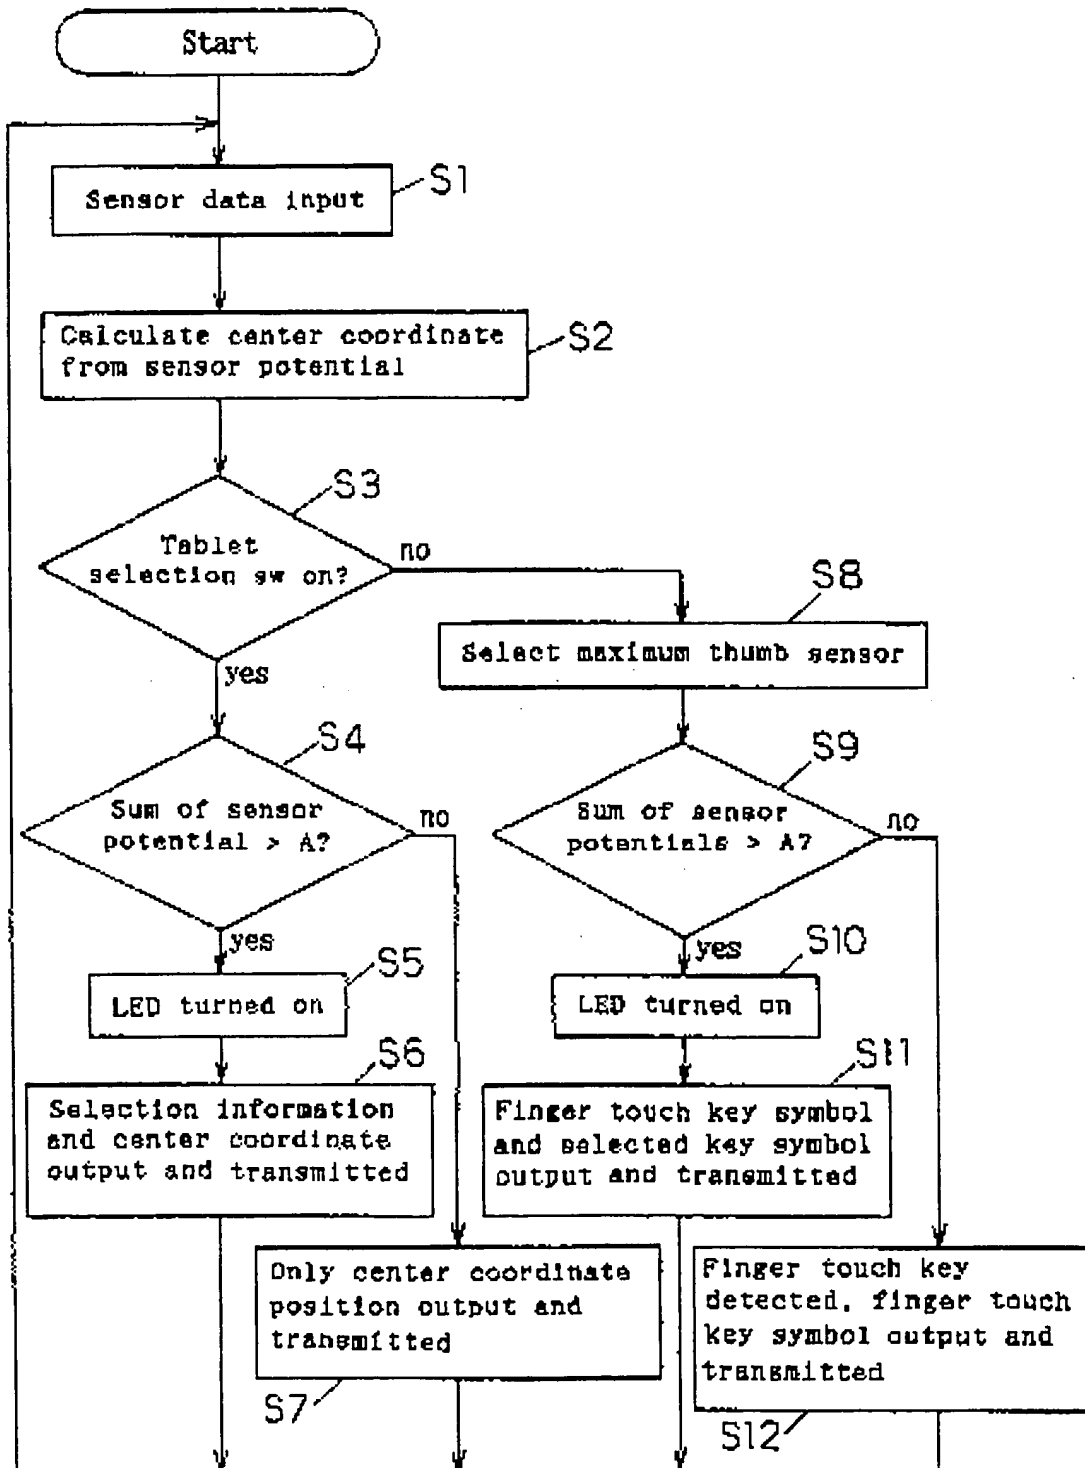 Start
Sensor data input
S1
Calculate center coordinate
from sensor potential
S2
S3
Tablet
selection sw on?
no
yes
S8
Select maximum thumb sensor
S4
Sum of sensor
potential > A?
no
yes
S9
Sum of sensor
potentials > A?
no
yes
S5
LED turned on
S10
LED turned on
S6
Selection information
and center coordinate
output and transmitted
S11
Finger touch key symbol
and selected key symbol
output and transmitted
Only center coordinate
position output and
transmitted
S7
Finger touch key
detected, finger touch
key symbol output and
transmitted
S12